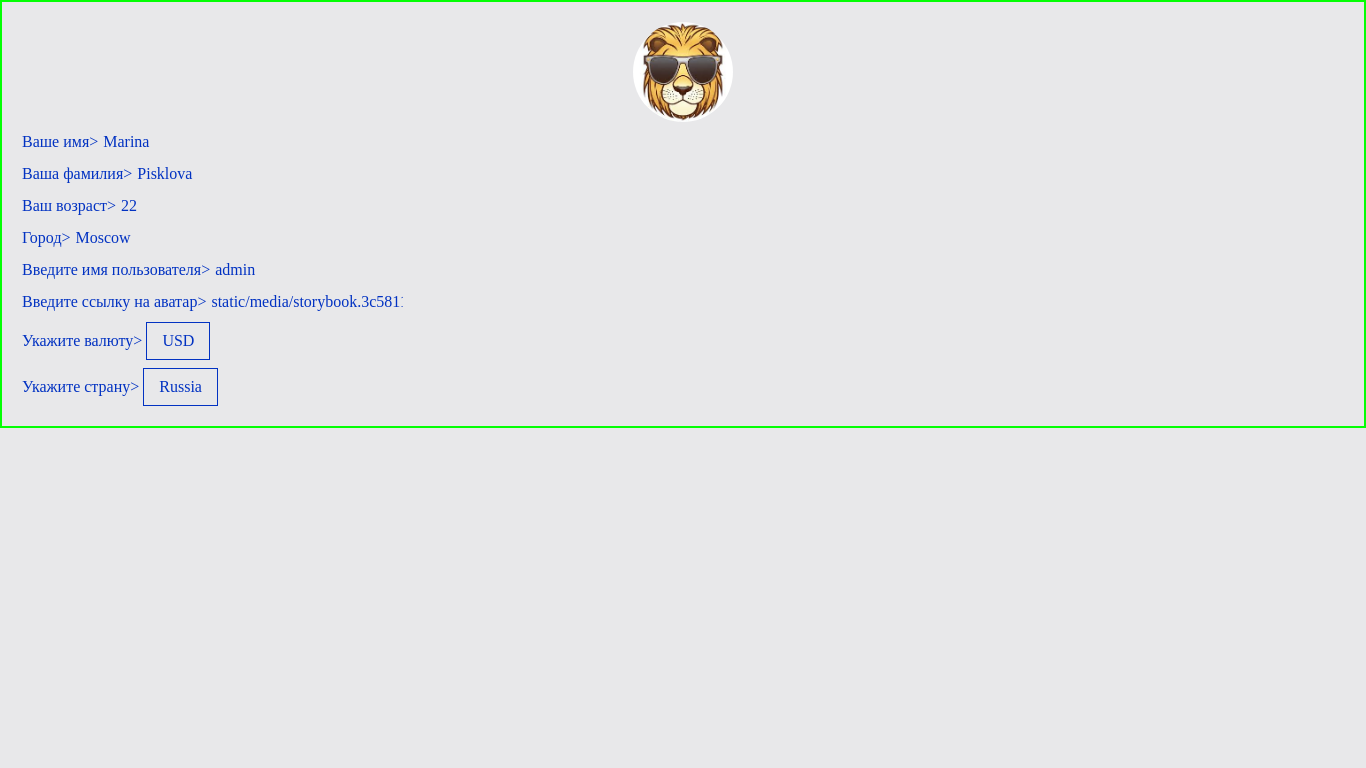 Ваше имя> Marina
Ваша фамилия> Pisklova
Ваш возраст> 22
Город> Moscow
Введите имя пользователя> admin
Введите ссылку на аватар> static/media/storybook.3c581
Укажите валюту> USD
Укажите страну> Russia